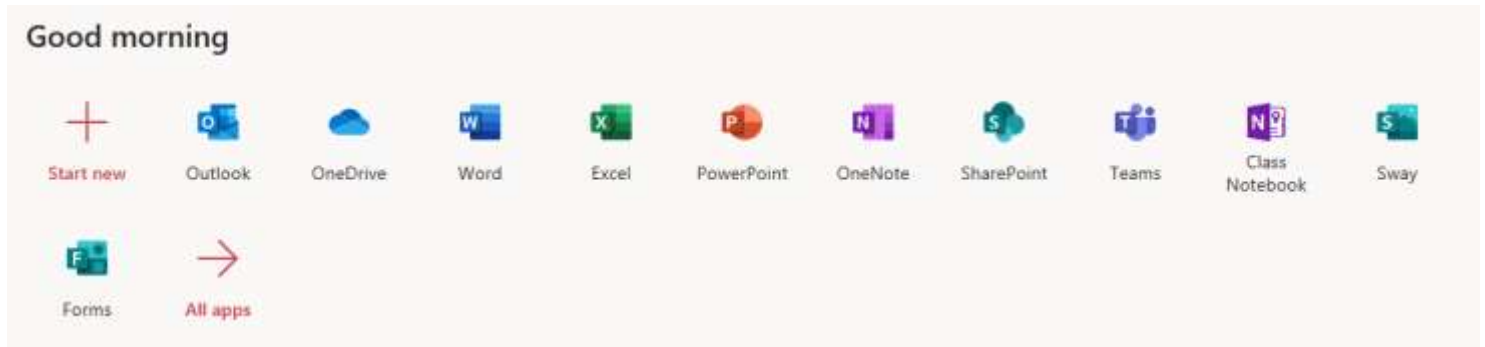 Good morning
Start new
Outlook
OneDrive
Word
Excel
PowerPoint
OneNote
SharePoint
Teams
Class
Notebook
Sway
Forms
All apps